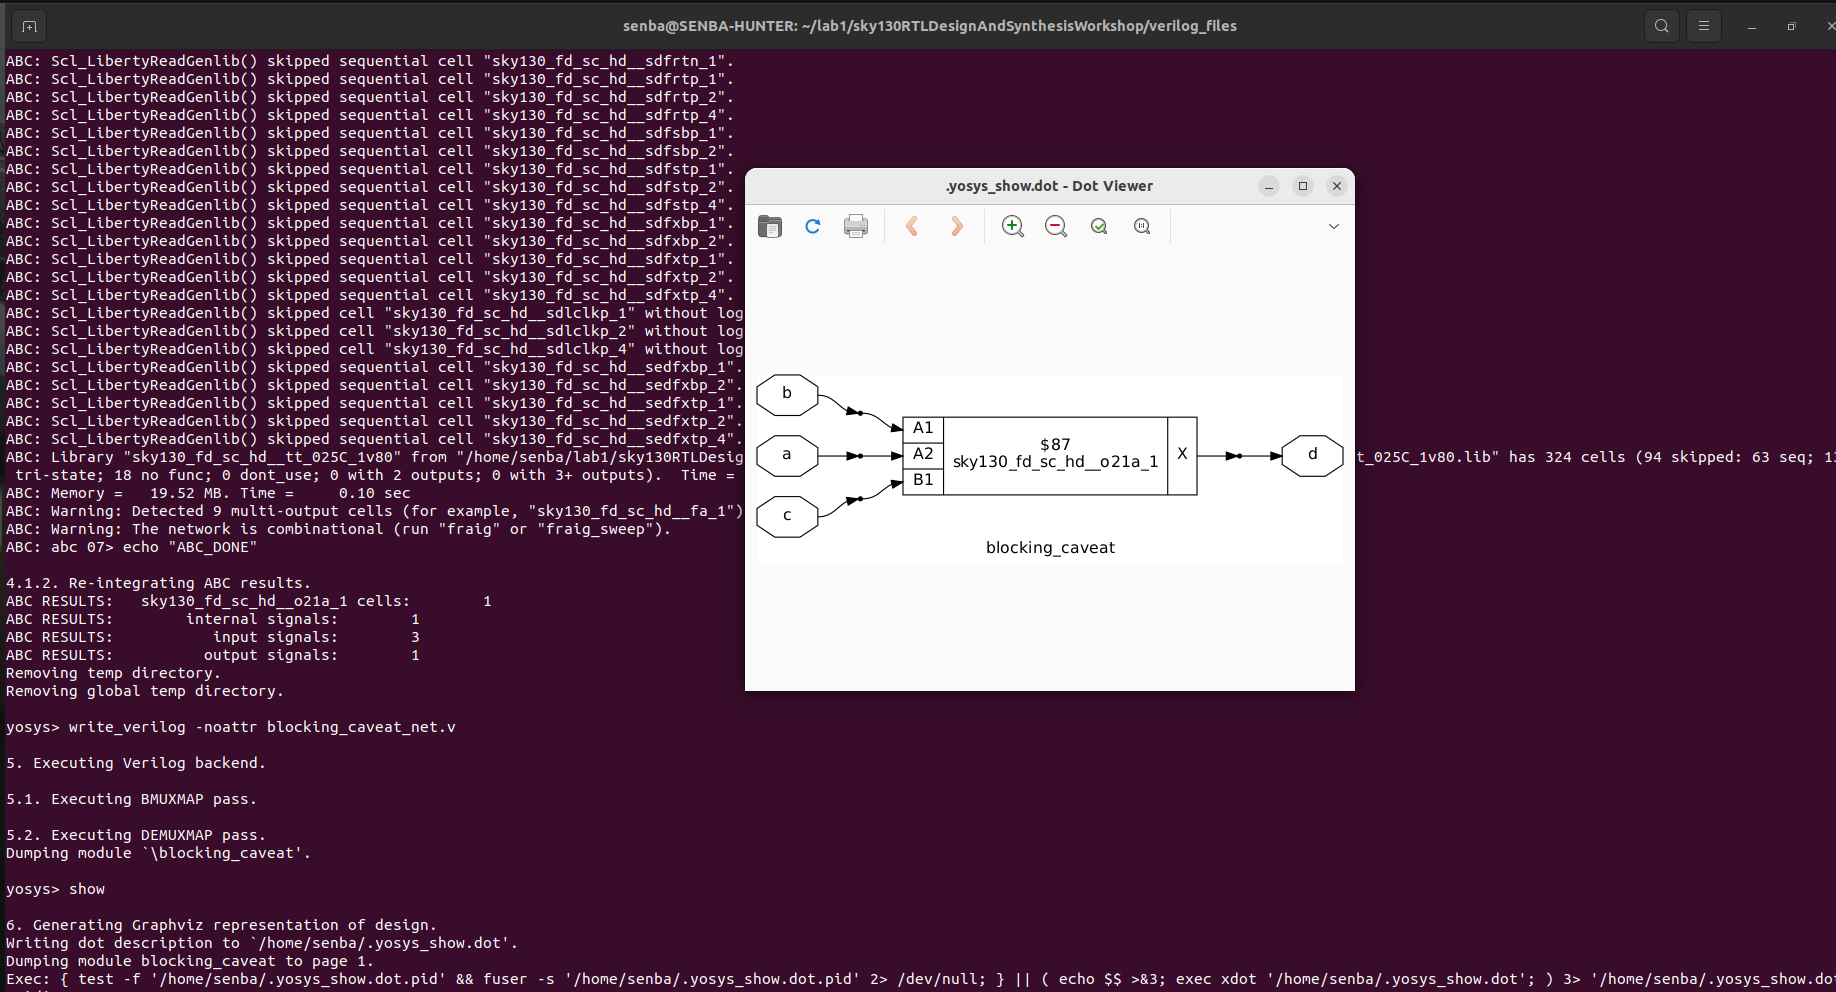 senba@SENBA-HUNTER: ~/lab1/sky130RTLDesignAndSynthesisWorkshop/verilog_files
ABC: Scl_LibertyReadGenlib() skipped sequential cell "sky130_fd_sc_hd__sdfrtn_1".
ABC: Scl_LibertyReadGenlib() skipped sequential cell "sky130_fd_sc_hd__sdfrtp_1".
ABC: Scl_LibertyReadGenlib() skipped sequential cell "sky130_fd_sc_hd__sdfrtp_2".
ABC: Scl_LibertyReadGenlib() skipped sequential cell "sky130_fd_sc_hd__sdfrtp_4".
ABC: Scl_LibertyReadGenlib() skipped sequential cell "sky130_fd_sc_hd__sdfsbp_1".
ABC: Scl_LibertyReadGenlib() skipped sequential cell "sky130_fd_sc_hd__sdfsbp_2".
ABC: Scl_LibertyReadGenlib() skipped sequential cell "sky130_fd_sc_hd__sdfstp_1".
ABC: Scl_LibertyReadGenlib() skipped sequential cell "sky130_fd_sc_hd__sdfstp_2".
ABC: Scl_LibertyReadGenlib() skipped sequential cell "sky130_fd_sc_hd__sdfstp_4".
ABC: Scl_LibertyReadGenlib() skipped sequential cell "sky130_fd_sc_hd__sdfxbp_1".
ABC: Scl_LibertyReadGenlib() skipped sequential cell "sky130_fd_sc_hd__sdfxbp_2".
ABC: Scl_LibertyReadGenlib() skipped sequential cell "sky130_fd_sc_hd__sdfxtp_1".
ABC: Scl_LibertyReadGenlib() skipped sequential cell "sky130_fd_sc_hd__sdfxtp_2".
ABC: Scl_LibertyReadGenlib() skipped sequential cell "sky130_fd_sc_hd__sdfxtp_4".
ABC: Scl_LibertyReadGenlib() skipped cell "sky130_fd_sc_hd__sdlclkp_1" without log
ABC: Scl_LibertyReadGenlib() skipped cell "sky130_fd_sc_hd__sdlclkp_2" without log
ABC: Scl_LibertyReadGenlib() skipped cell "sky130_fd_sc_hd__sdlclkp_4" without log
ABC: Scl_LibertyReadGenlib() skipped sequential cell "sky130_fd_sc_hd__sedfxbp_1".
ABC: Scl_LibertyReadGenlib() skipped sequential cell "sky130_fd_sc_hd__sedfxbp_2".
ABC: Scl_LibertyReadGenlib() skipped sequential cell "sky130_fd_sc_hd__sedfxtp_1".
ABC: Scl_LibertyReadGenlib() skipped sequential cell "sky130_fd_sc_hd__sedfxtp_2".
ABC: Scl_LibertyReadGenlib() skipped sequential cell "sky130_fd_sc_hd__sedfxtp_4".
ABC: Library "sky130_fd_sc_hd__tt_025C_1v80" from "/home/senba/lab1/sky130RTLDesig t_025C_1v80.lib" has 324 cells (94 skipped: 63 seq; 13
tri-state; 18 no func; 0 dont_use; 0 with 2 outputs; 0 with 3+ outputs).  Time =
ABC: Memory =   19.52 MB. Time =     0.10 sec
ABC: Warning: Detected 9 multi-output cells (for example, "sky130_fd_sc_hd__fa_1")
ABC: Warning: The network is combinational (run "fraig" or "fraig_sweep").
ABC: abc 07> echo "ABC_DONE"
4.1.2. Re-integrating ABC results.
ABC RESULTS:   sky130_fd_sc_hd__o21a_1 cells:        1
ABC RESULTS:        internal signals:        1
ABC RESULTS:           input signals:        3
ABC RESULTS:          output signals:        1
Removing temp directory.
Removing global temp directory.
yosys> write_verilog -noattr blocking_caveat_net.v
5. Executing Verilog backend.
5.1. Executing BMUXMAP pass.
5.2. Executing DEMUXMAP pass.
Dumping module `\blocking_caveat'.
yosys> show
6. Generating Graphviz representation of design.
Writing dot description to `/home/senba/.yosys_show.dot'.
Dumping module blocking_caveat to page 1.
Exec: { test -f '/home/senba/.yosys_show.dot.pid' && fuser -s '/home/senba/.yosys_show.dot.pid' 2> /dev/null; } || ( echo $$ >&3; exec xdot '/home/senba/.yosys_show.dot'; ) 3> '/home/senba/.yosys_show.dot
.yosys_show.dot - Dot Viewer
b
a
c
A1
A2
B1
$87
sky130_fd_sc_hd__o21a_1
X
d
blocking_caveat